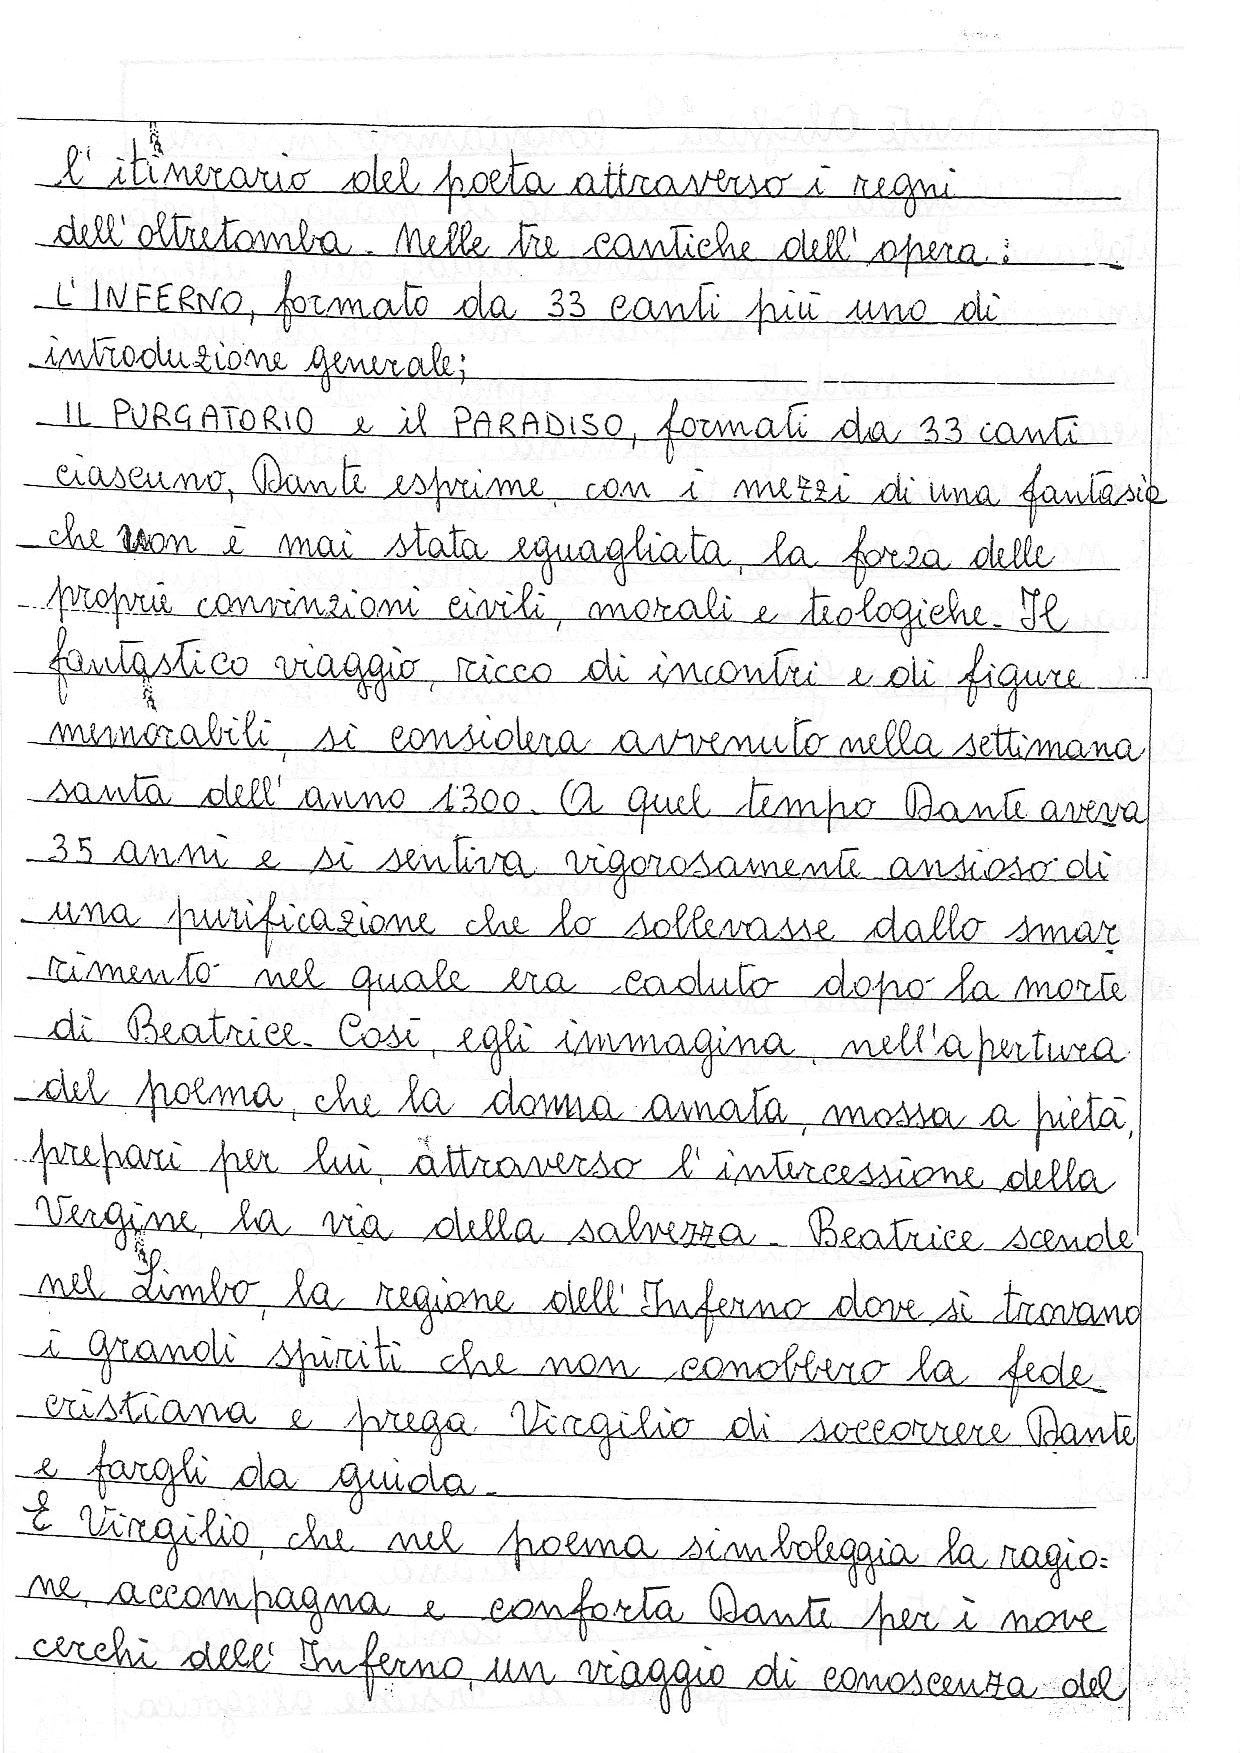 l'itinerario del poeta attraverso i regni
dell'oltretomba. Nelle tre cantiche dell'opera:
L'INFERNO, formato da 33 canti più uno di
introduzione generale;
IL PURGATORIO e il PARADISO, formati da 33 canti
ciascuno, Dante esprime, con i mezzi di una fantasia
che non è mai stata eguagliata, la forza delle
proprie convinzioni civili, morali e teologiche. Il
fantastico viaggio, ricco di incontri e di figure
memorabili, si considera avvenuto nella settimana
santa dell'anno 1300. A quel tempo Dante aveva
35 anni e si sentiva vigorosamente ansioso di
una purificazione che lo sollevasse dallo smar
rimento nel quale era caduto dopo la morte
di Beatrice. Così, egli immagina, nell'apertura
del poema, che la donna amata, mossa a pietà,
prepari per lui, attraverso l'intercessione della
Vergine, la via della salvezza. Beatrice scende
nel Limbo, la regione dell'Inferno dove si trovano
i grandi spiriti che non conobbero la fede
cristiana e prega Virgilio di soccorrere Dante
e fargli da guida.
E Virgilio, che nel poema simboleggia la ragio=
ne, accompagna e conforta Dante per i nove
cerchi dell'Inferno, un viaggio di conoscenza del